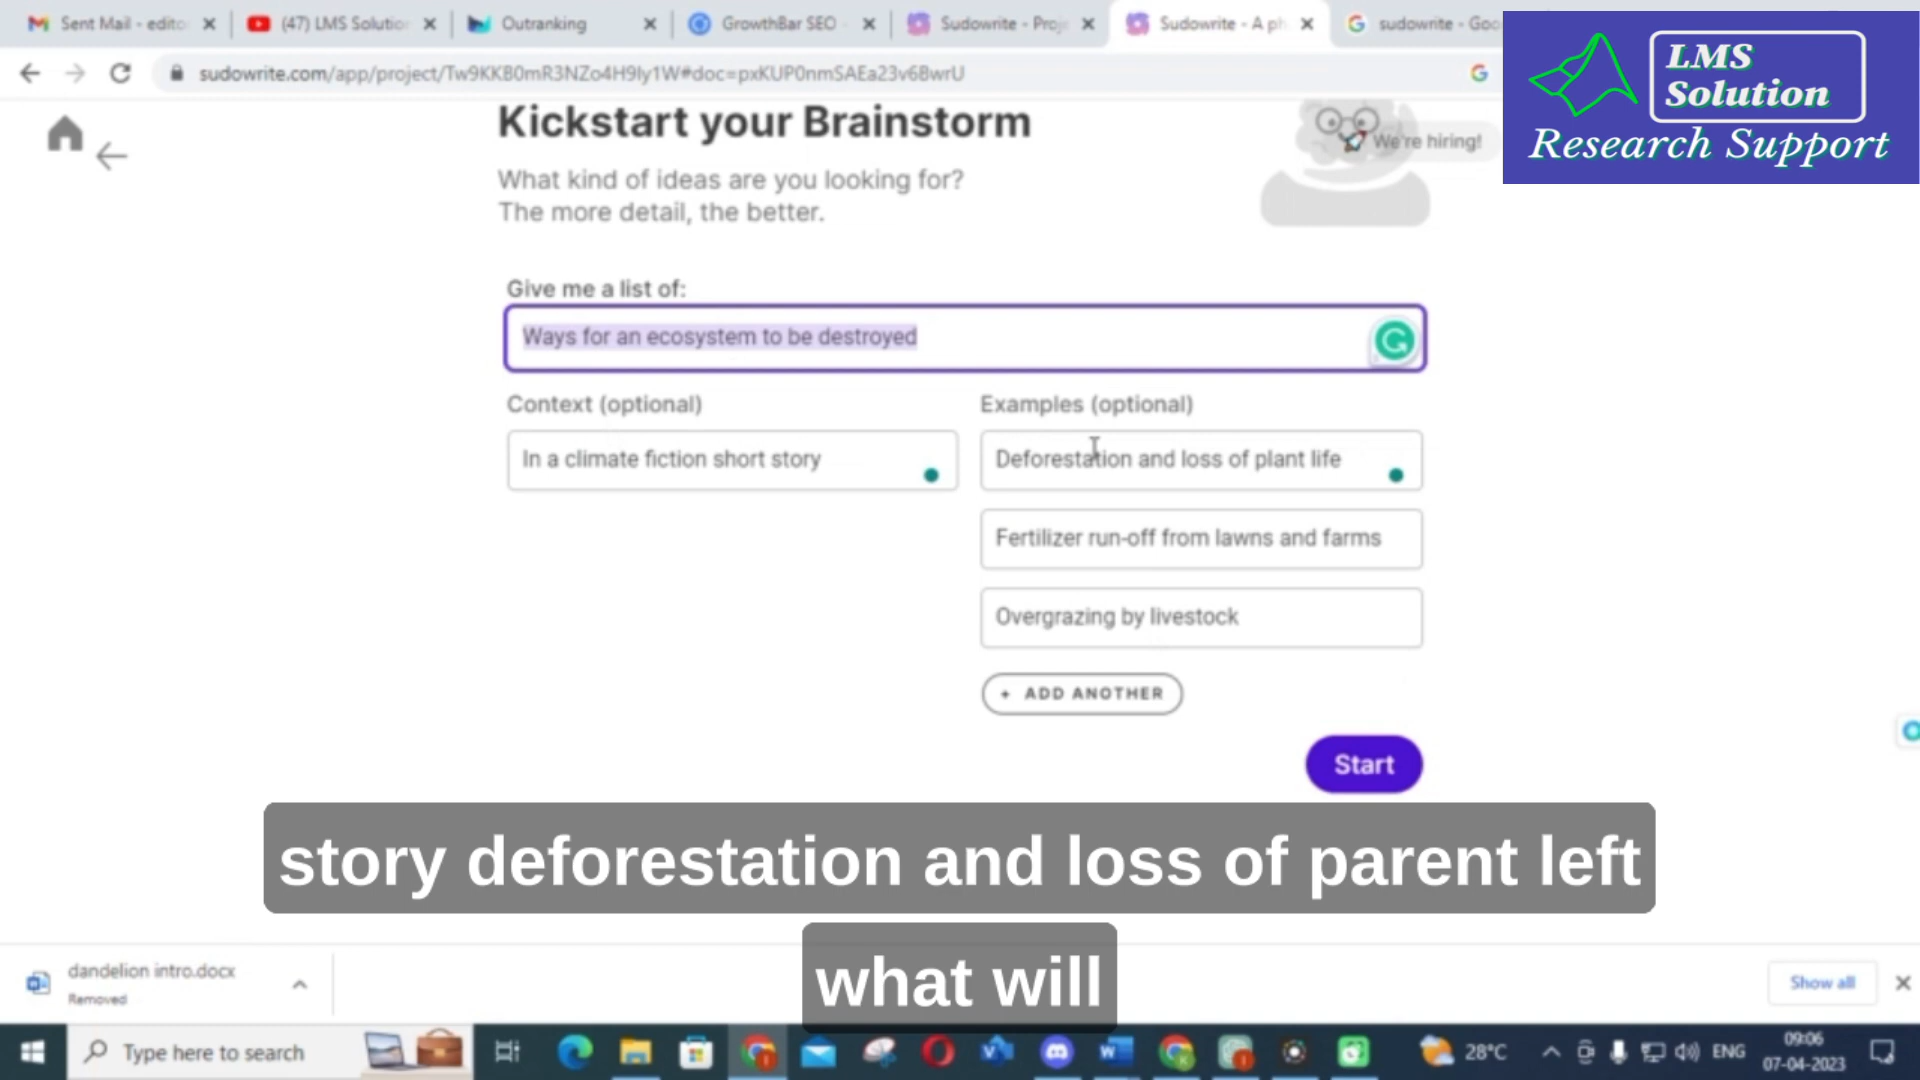 Sent Mail - edito
(47) LMS Solution
Outranking
GrowthBar SEO -
Sudowrite - Proje
Sudowrite - A ph
sudowrite - Goo
sudowrite.com/app/project/Tw9KKB0mR3NZo4H9Iy1W#doc=pxKUP0nmSAEa23v6BwrU
LMS
Solution
Research Support
Kickstart your Brainstorm
We're hiring!
What kind of ideas are you looking for?
The more detail, the better.
Give me a list of:
Ways for an ecosystem to be destroyed
Context (optional)
Examples (optional)
In a climate fiction short story
Deforestation and loss of plant life
Fertilizer run-off from lawns and farms
Overgrazing by livestock
+ ADD ANOTHER
Start
story deforestation and loss of parent left
what will
dandelion intro.docx
Removed
Show all
Type here to search
28°C
ENG
09:06
07-04-2023